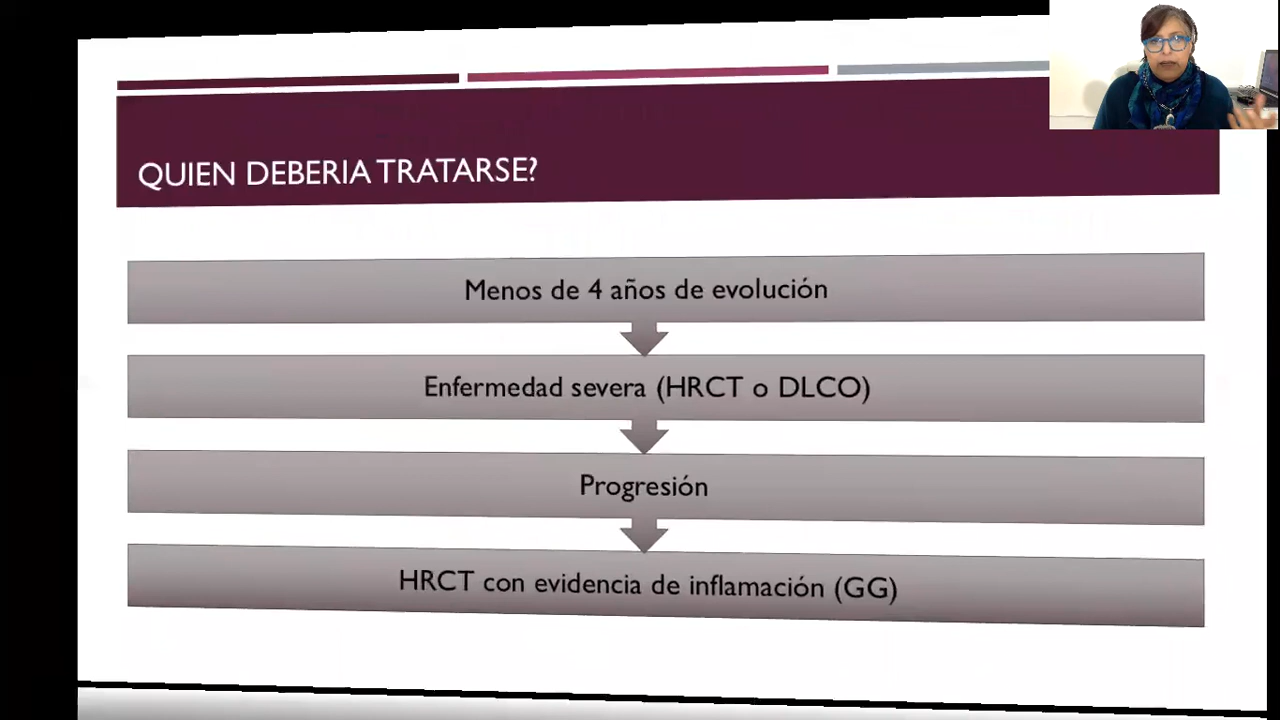 QUIEN DEBERIA TRATARSE?
Menos de 4 años de evolución
Enfermedad severa (HRCT o DLCO)
Progresión
HRCT con evidencia de inflamación (GG)